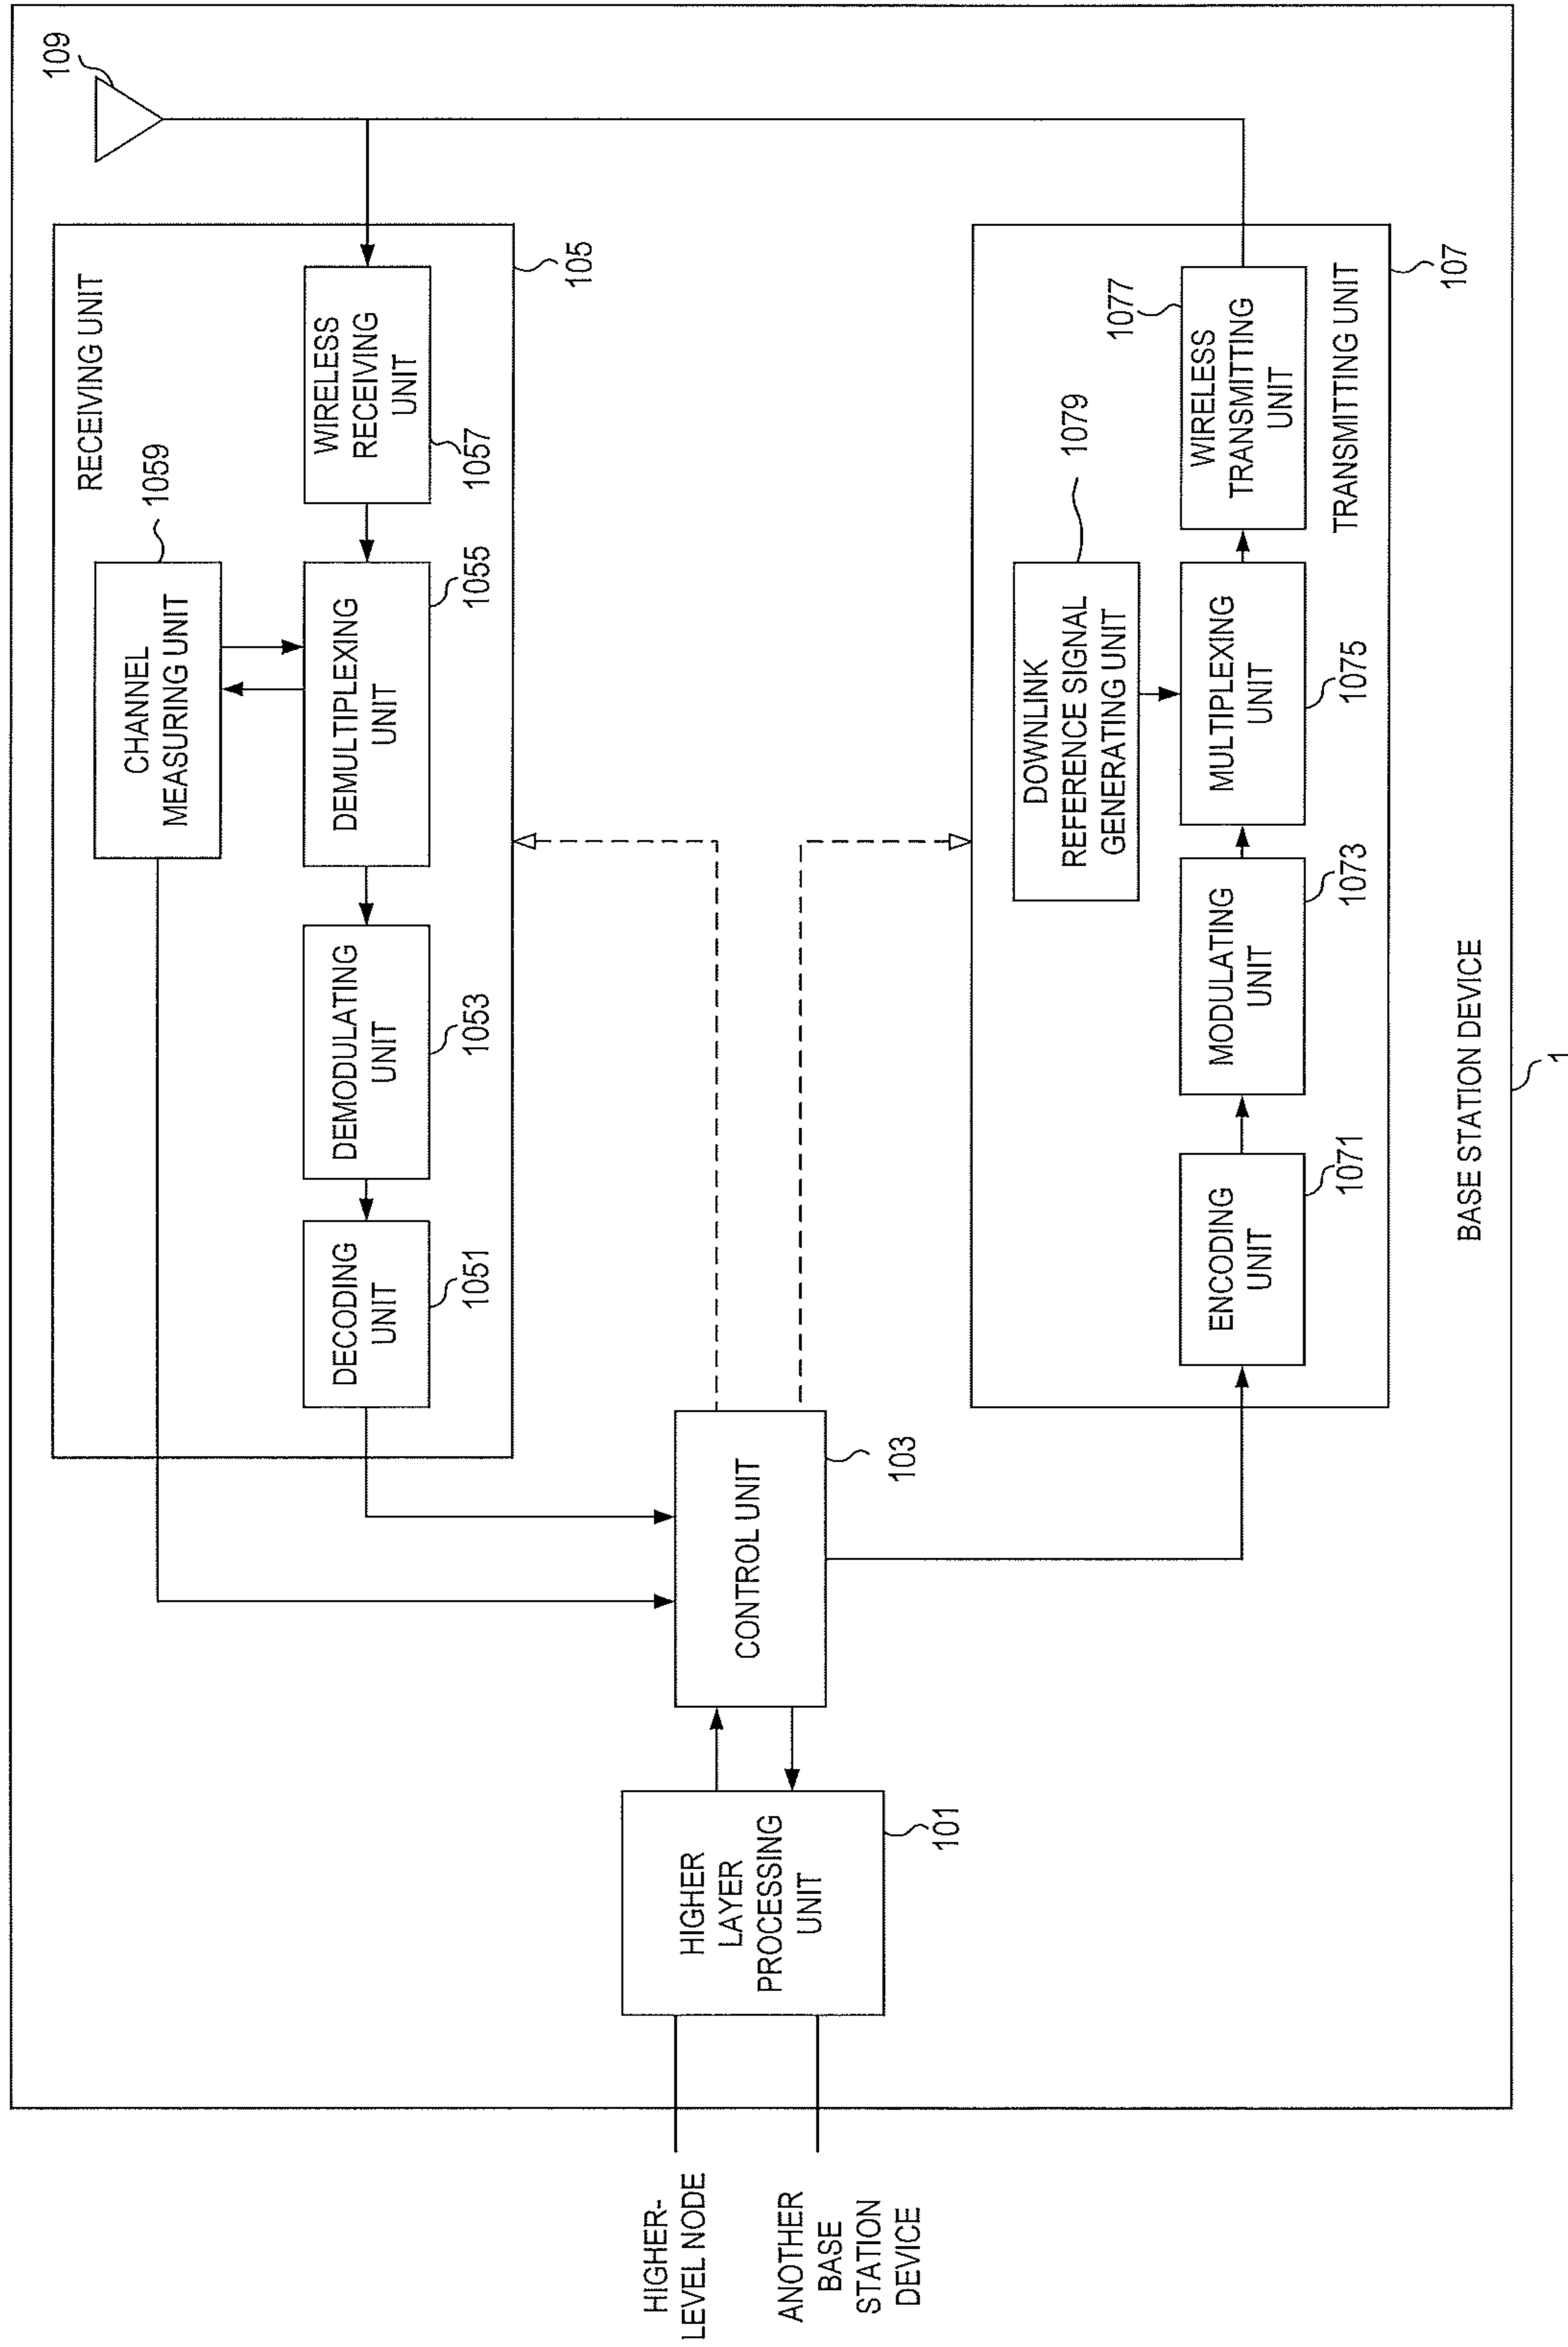 109
RECEIVING UNIT
105
1059
CHANNEL
MEASURING UNIT
WIRELESS
RECEIVING
UNIT
1057
DEMULTIPLEXING
UNIT
1055
DEMODULATING
UNIT
1053
DECODING
UNIT
1051
HIGHER-
LEVEL NODE
ANOTHER
BASE
STATION
DEVICE
HIGHER
LAYER
PROCESSING
UNIT
101
CONTROL UNIT
103
DOWNLINK
REFERENCE SIGNAL
GENERATING UNIT
1079
ENCODING
UNIT
1071
MODULATING
UNIT
1073
MULTIPLEXING
UNIT
1075
WIRELESS
TRANSMITTING
UNIT
1077
TRANSMITTING UNIT
107
BASE STATION DEVICE
1